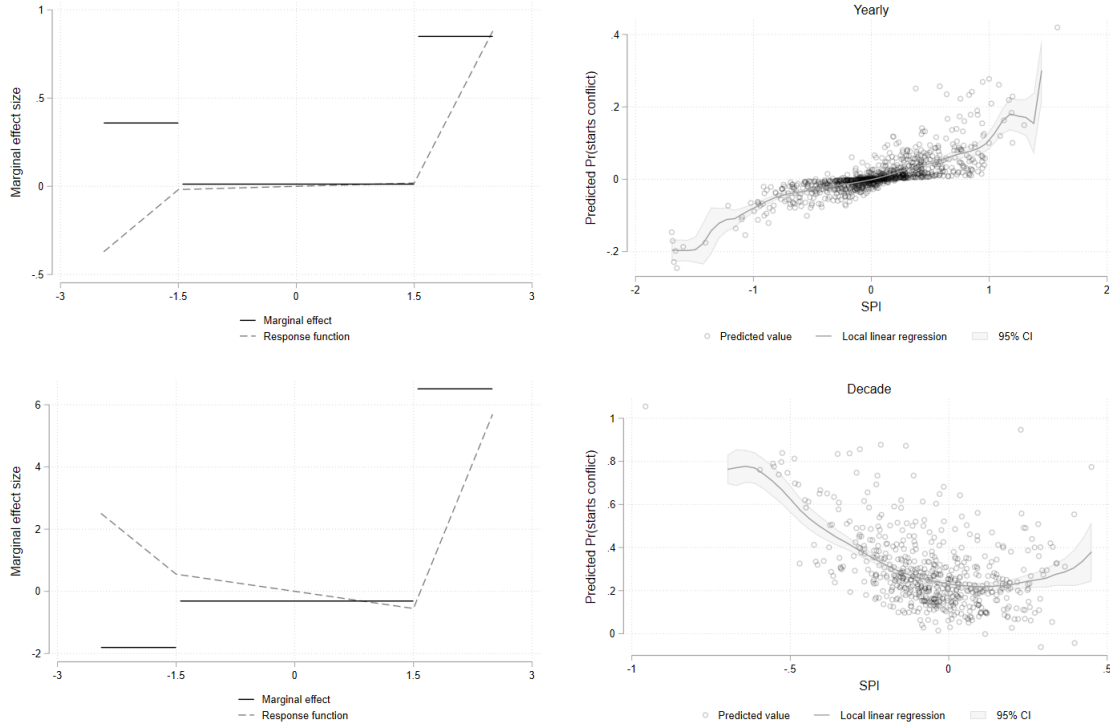 Marginal effect size
1
.5
0
-.5
-3
-1.5
0
1.5
3
Marginal effect
Response function
Yearly
Predicted Pr(starts conflict)
.4
.2
0
-.2
-2
-1
0
1
2
SPI
Predicted value
Local linear regression
95% CI
Marginal effect size
6
4
2
0
-2
-3
-1.5
0
1.5
3
Marginal effect
Response function
Decade
Predicted Pr(starts conflict)
1
.8
.6
.4
.2
0
-1
-.5
0
.5
SPI
Predicted value
Local linear regression
95% CI